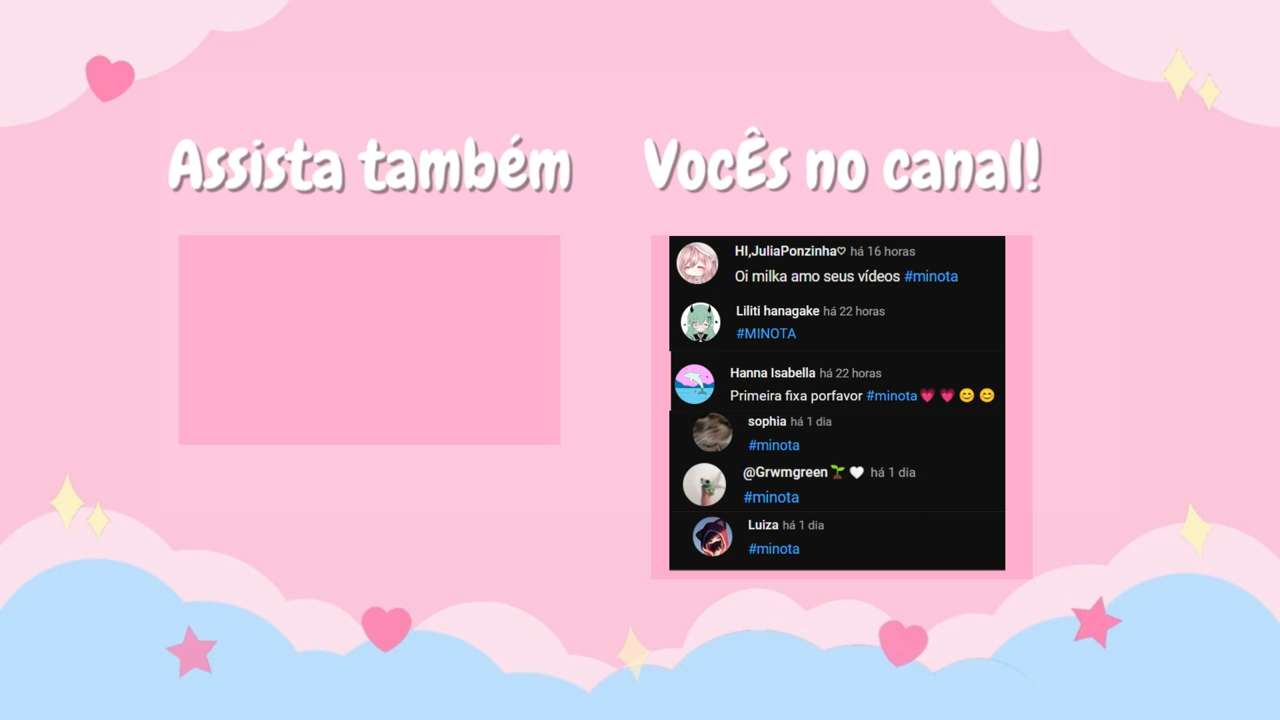 Assista também
VocÊs no canal!
HI,JuliaPonzinha♡ há 16 horas
Oi milka amo seus vídeos #minota
Liliti hanagake há 22 horas
#MINOTA
Hanna Isabella há 22 horas
Primeira fixa porfavor #minota💗 💗 😊 😊
sophia há 1 dia
#minota
@Grwmgreen🌱 🤍 há 1 dia
#minota
Luiza há 1 dia
#minota